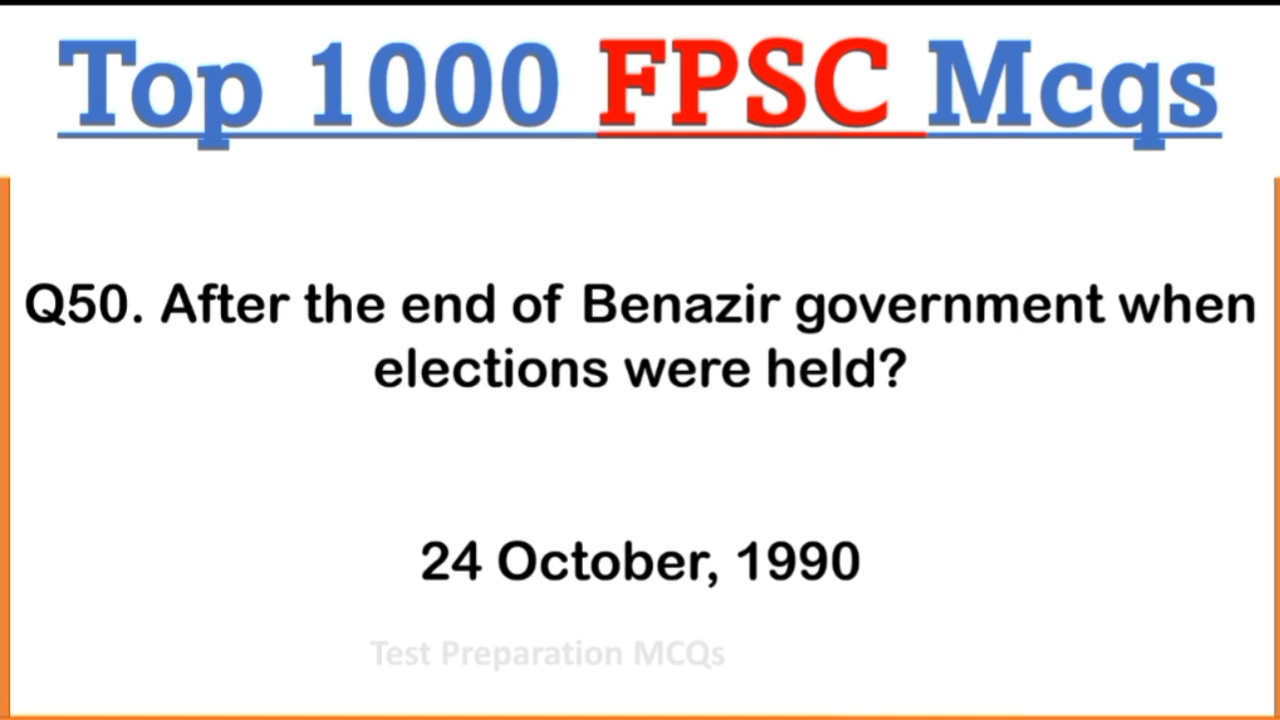 Top 1000 FPSC Mcqs
Q50. After the end of Benazir government when
elections were held?
24 October, 1990
Test Preparation MCQs